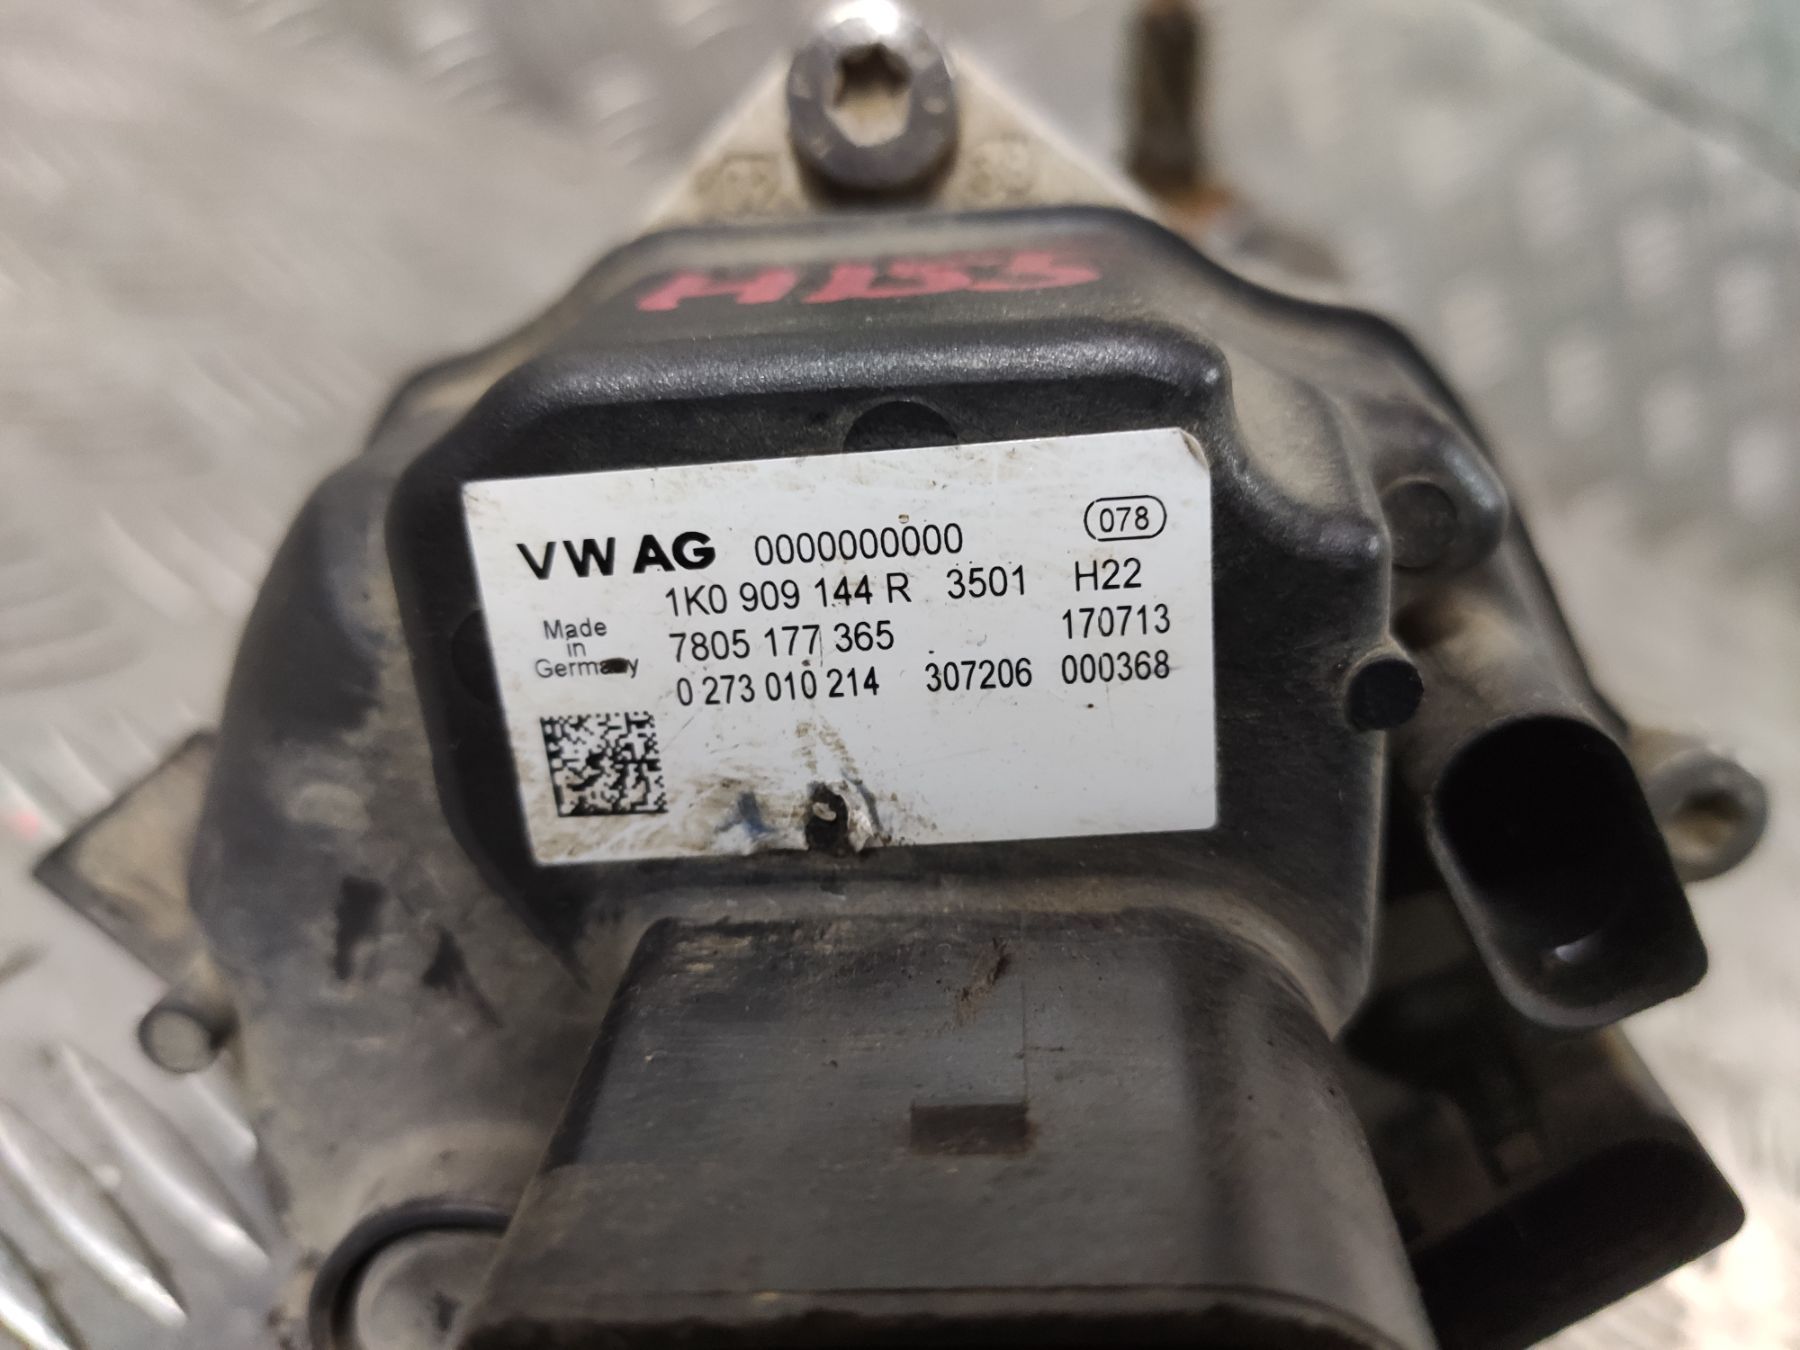 VW AG 0000000000 078
1K0 909 144 R 3501 H22
Made
in
Germany
7805 177 365 170713
0 273 010 214 307206 000368